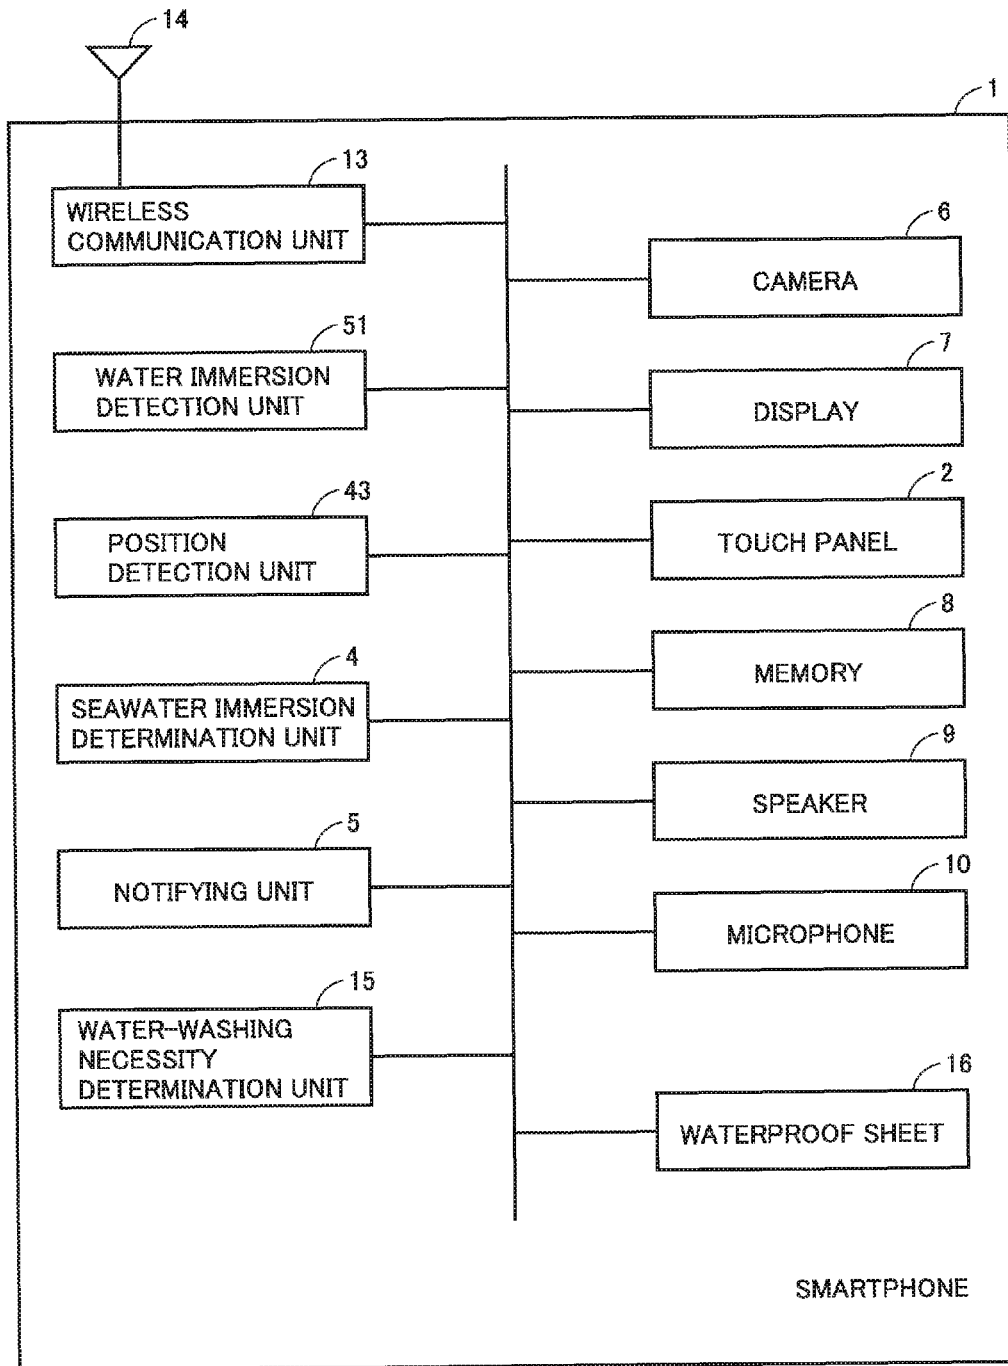 14
1
13
WIRELESS
COMMUNICATION UNIT
6
CAMERA
51
WATER IMMERSION
DETECTION UNIT
7
DISPLAY
43
POSITION
DETECTION UNIT
2
TOUCH PANEL
4
SEAWATER IMMERSION
DETERMINATION UNIT
8
MEMORY
9
SPEAKER
5
NOTIFYING UNIT
10
MICROPHONE
15
WATER-WASHING
NECESSITY
DETERMINATION UNIT
16
WATERPROOF SHEET
SMARTPHONE